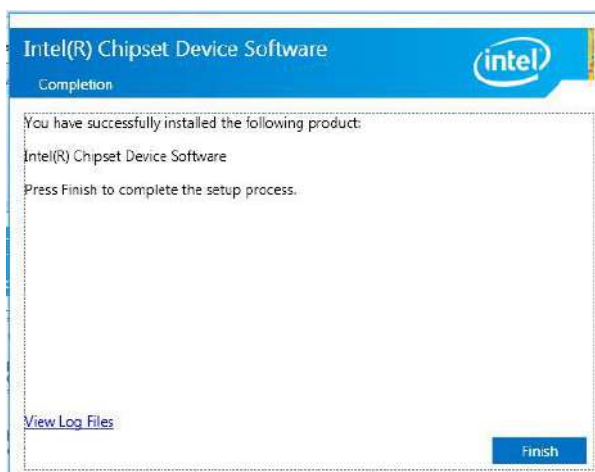 Intel(R) Chipset Device Software
intel
Completion
You have successfully installed the following product:
Intel(R) Chipset Device Software
Press Finish to complete the setup process.
View Log Files
Finish